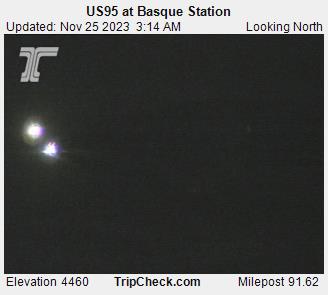 US95 at Basque Station
Updated: Nov 25 2023 3:14 AM Looking North
Elevation 4460 TripCheck.com Milepost 91.62